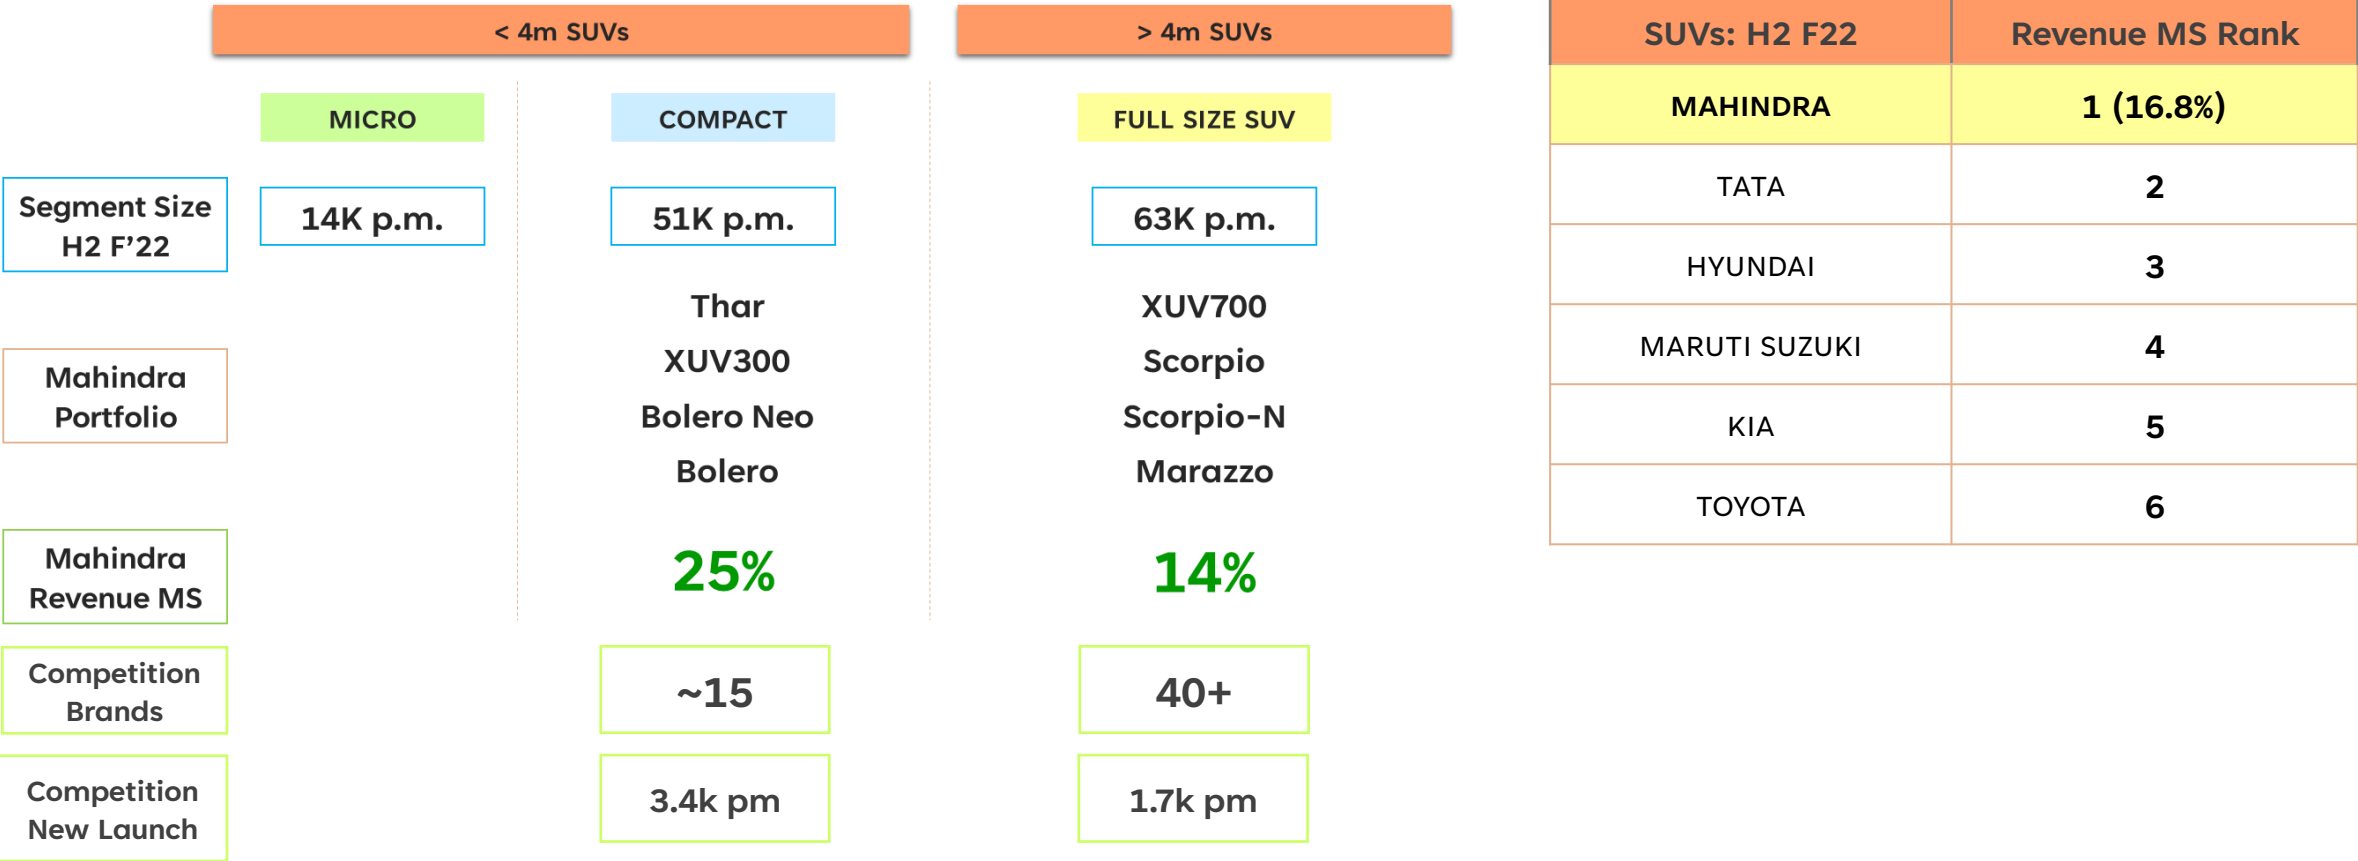 < 4m SUVs
> 4m SUVs
MICRO
COMPACT
FULL SIZE SUV
Segment Size
H2 F’22
14K p.m.
51K p.m.
63K p.m.
Mahindra
Portfolio
Thar
XUV300
Bolero Neo
Bolero
XUV700
Scorpio
Scorpio-N
Marazzo
Mahindra
Revenue MS
25%
14%
Competition
Brands
~15
40+
Competition
New Launch
3.4k pm
1.7k pm
SUVs: H2 F22 Revenue MS Rank
MAHINDRA 1 (16.8%)
TATA 2
HYUNDAI 3
MARUTI SUZUKI 4
KIA 5
TOYOTA 6